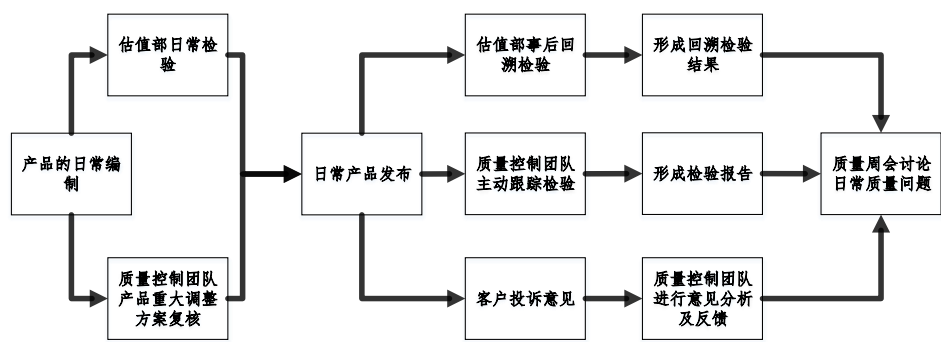 估值部日常检
验
估值部事后回
溯检验
形成回溯检验
结果
产品的日常编
制
日常产品发布
质量控制团队
主动跟踪检验
形成检验报告
质量周会讨论
日常质量问题
质量控制团队
产品重大调整
方案复核
客户投诉意见
质量控制团队
进行意见分析
及反馈